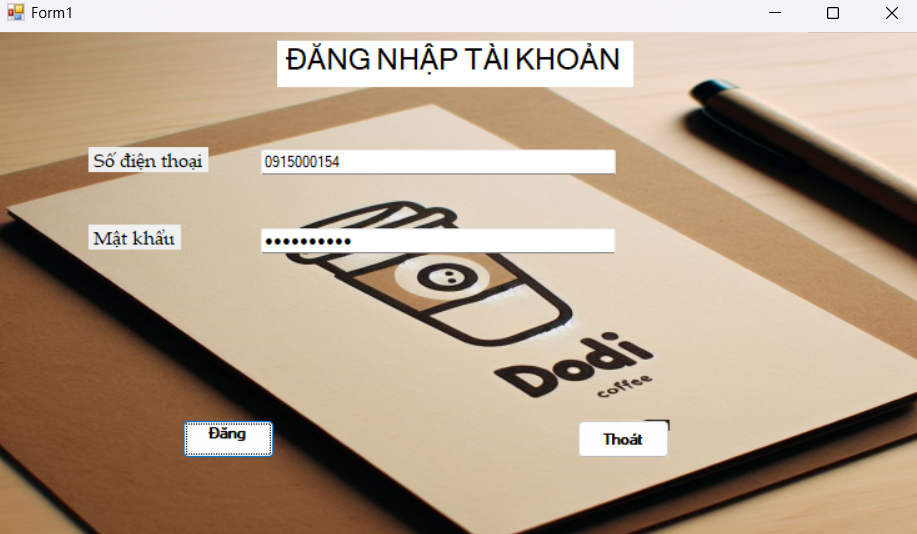 Form1
ĐĂNG NHẬP TÀI KHOẢN
Số điện thoại
0915000154
Mật khẩu
••••••••••
Dodi
coffee
Đăng
Thoát